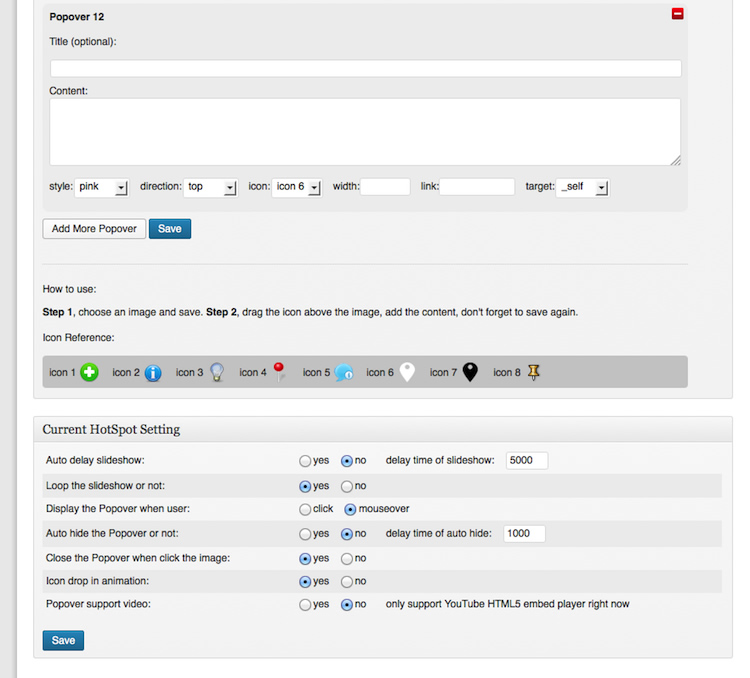 Popover 12
Title (optional):
Content:
style: pink direction: top icon: icon 6 width: link: target: _self
Add More Popover Save
How to use:
Step 1, choose an image and save. Step 2, drag the icon above the image, add the content, don't forget to save again.
Icon Reference:
icon 1 icon 2 icon 3 icon 4 icon 5 icon 6 icon 7 icon 8
Current HotSpot Setting
Auto delay slideshow: yes no delay time of slideshow: 5000
Loop the slideshow or not: yes no
Display the Popover when user: click mouseover
Auto hide the Popover or not: yes no delay time of auto hide: 1000
Close the Popover when click the image: yes no
Icon drop in animation: yes no
Popover support video: yes no only support YouTube HTML5 embed player right now
Save